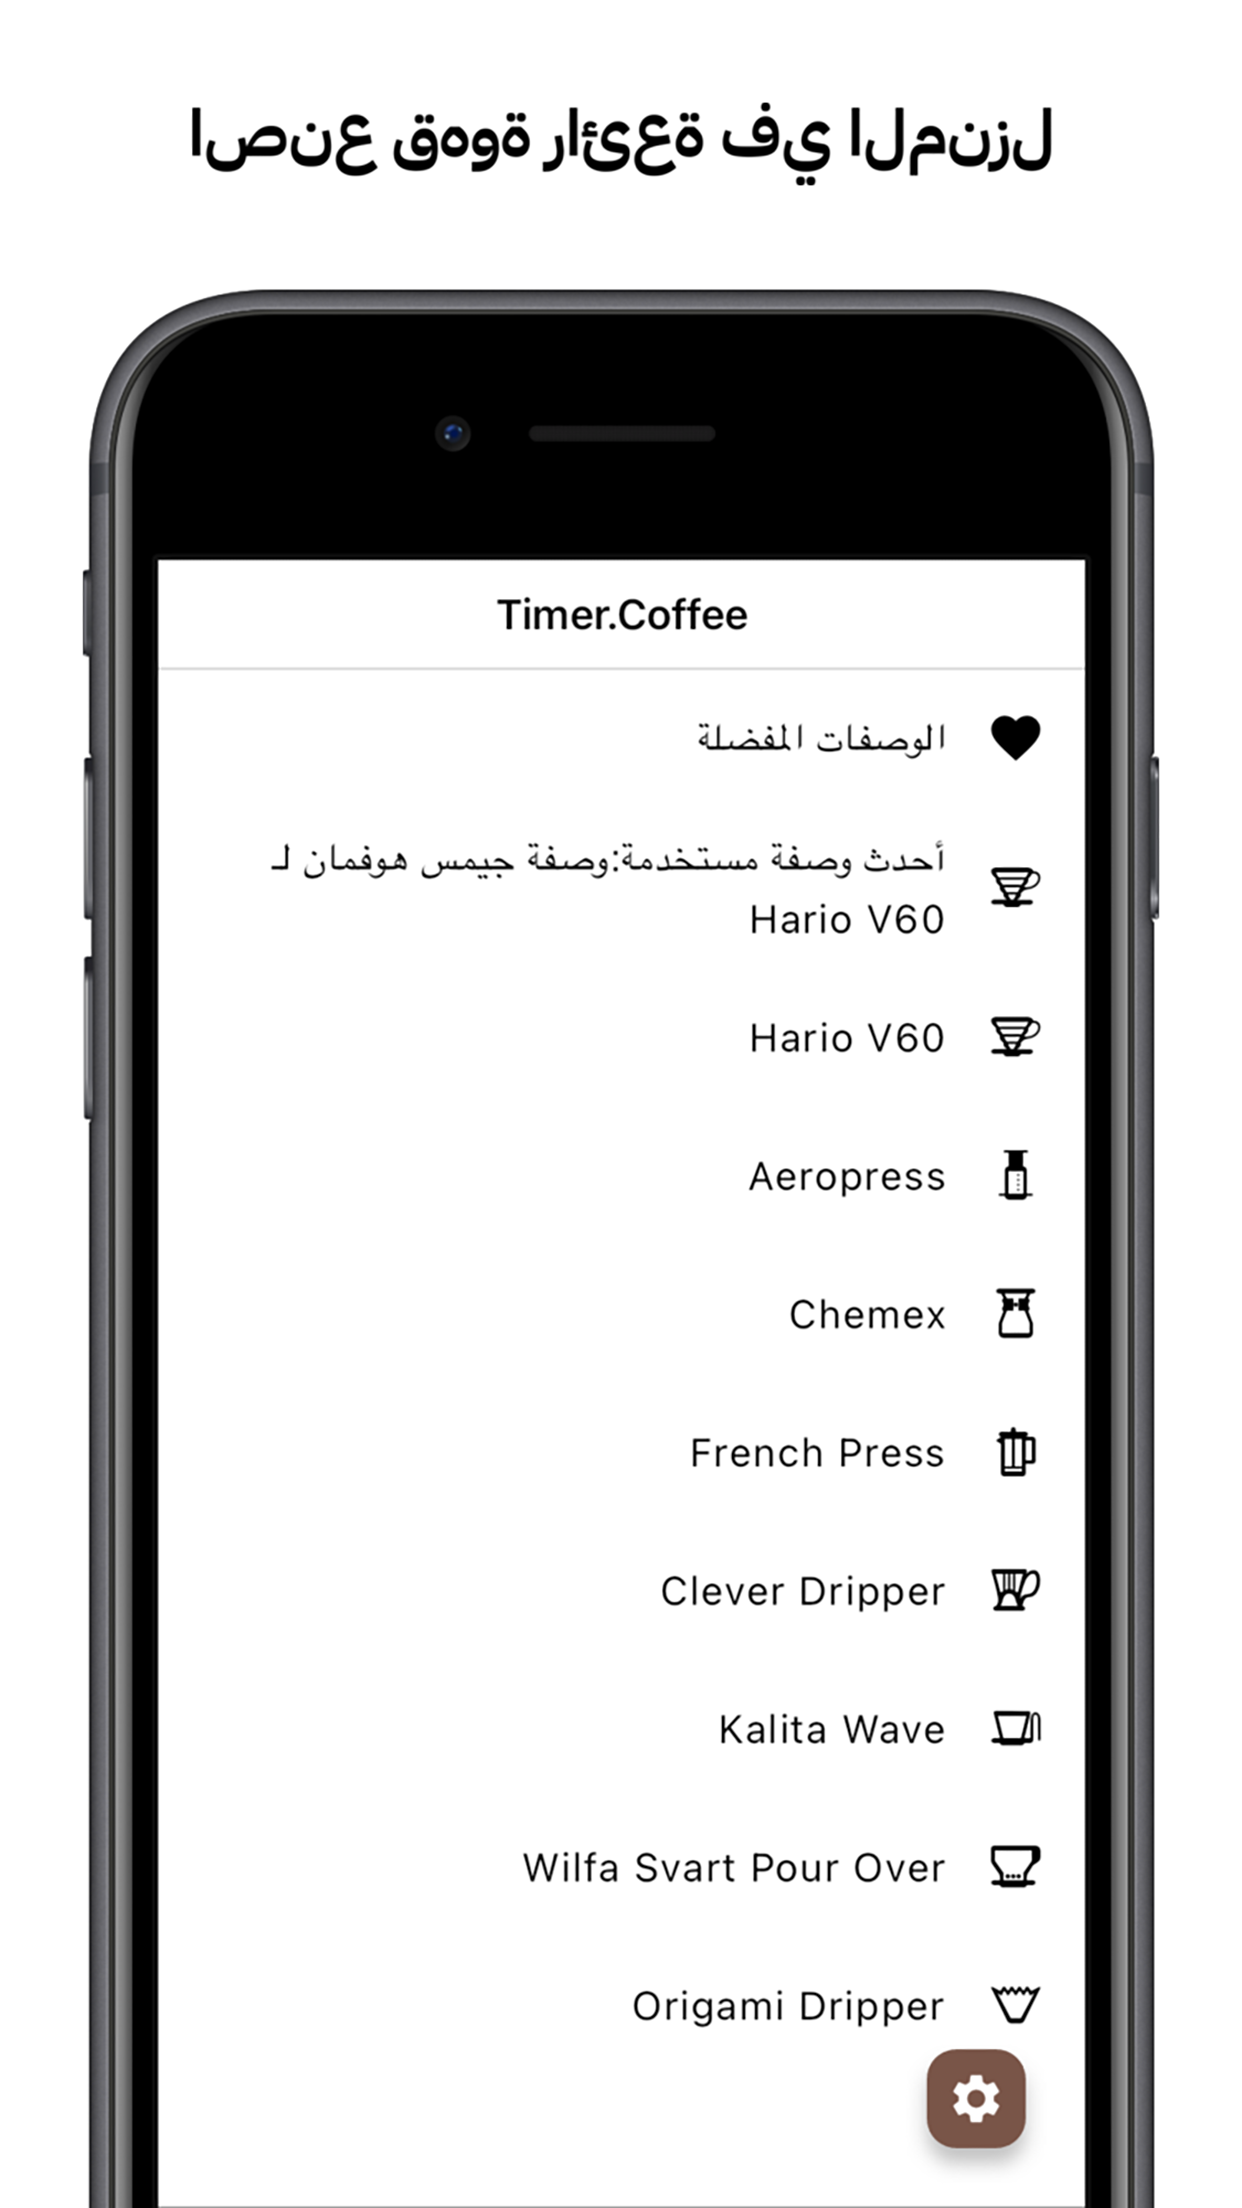 اصنع قهوة رائعة في المنزل
Timer.Coffee
الوصفات المفضلة
أحدث وصفة مستخدمة:وصفة جيمس هوفمان لـ
Hario V60
Hario V60
Aeropress
Chemex
French Press
Clever Dripper
Kalita Wave
Wilfa Svart Pour Over
Origami Dripper